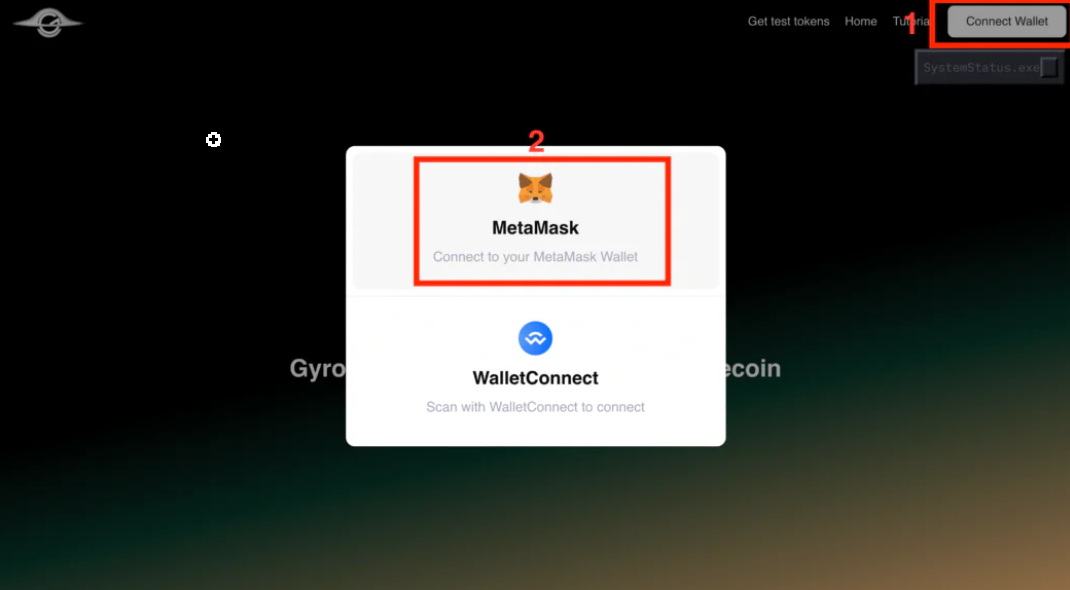 Get test tokens Home Tutoria 1 Connect Wallet
SystemStatus.exe
2
MetaMask
Connect to your MetaMask Wallet
Gyro ecoin
WalletConnect
Scan with WalletConnect to connect